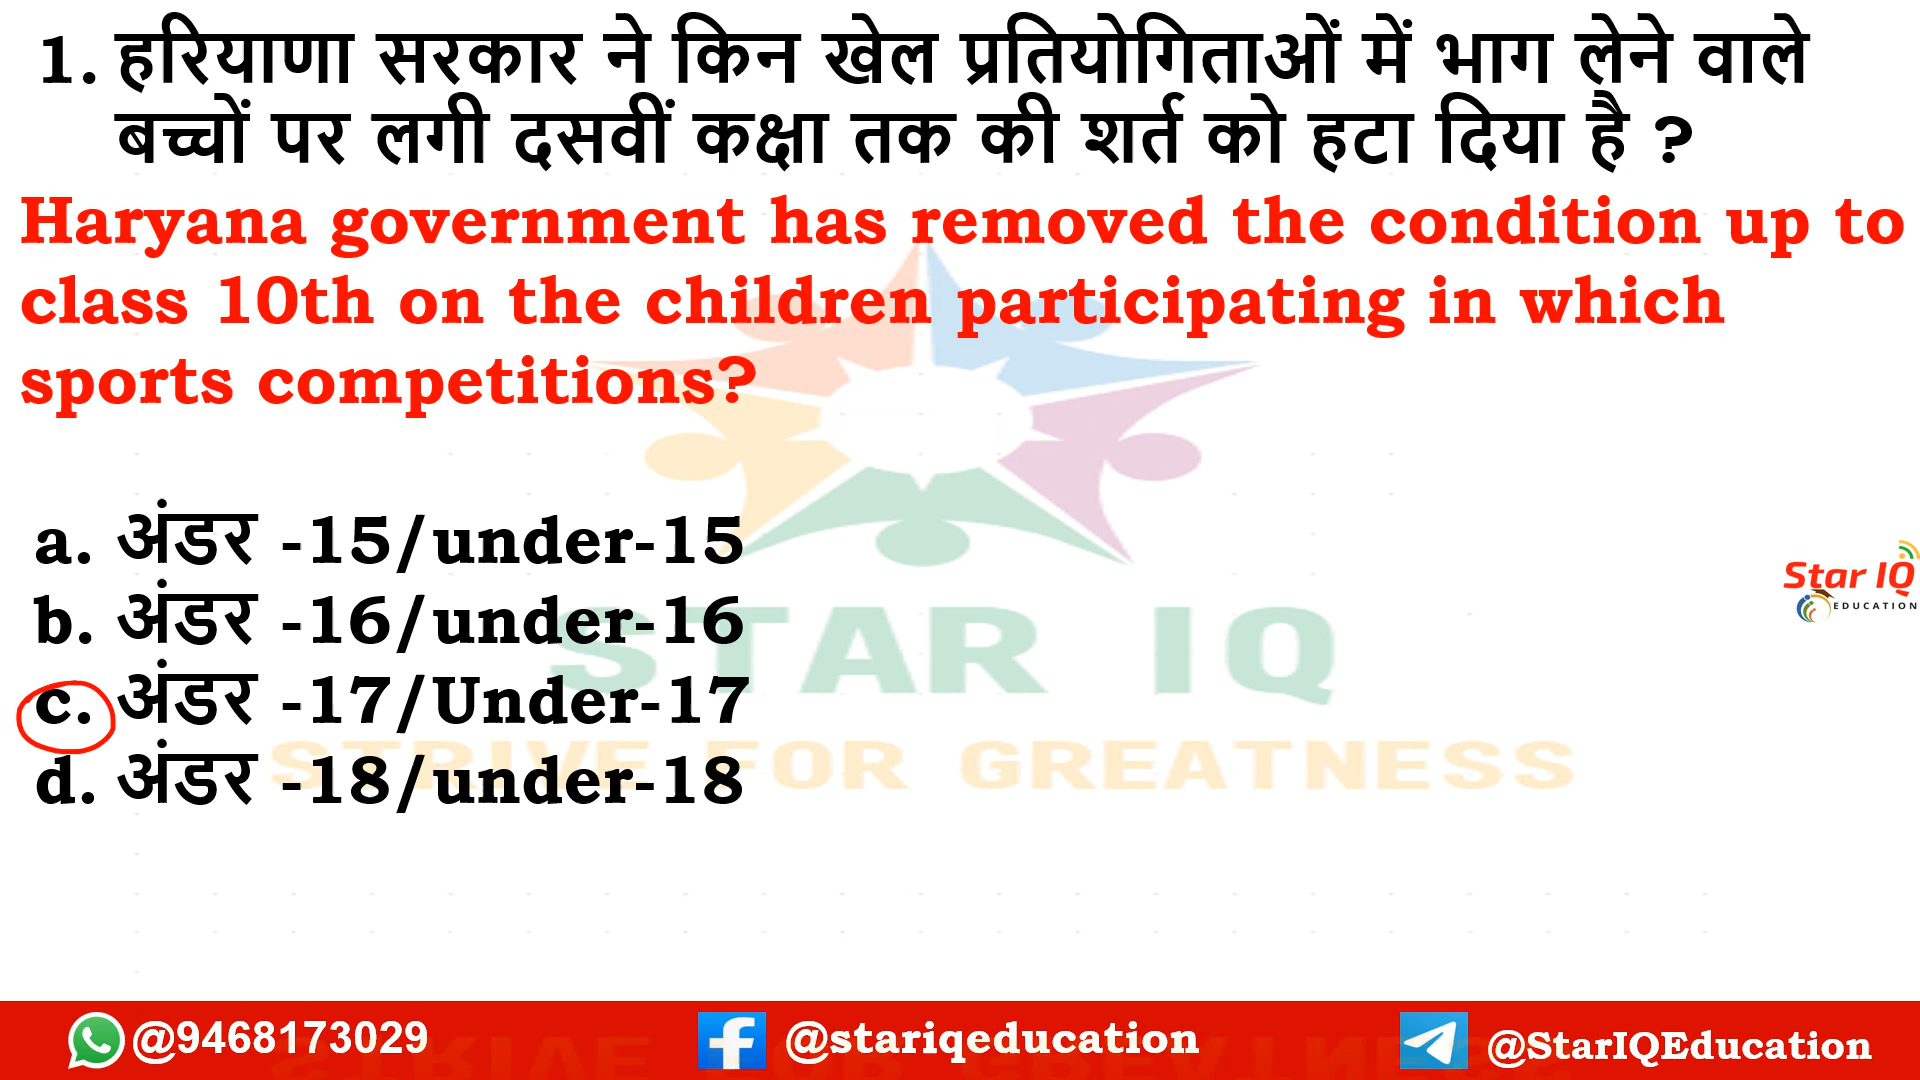 1. हरियाणा सरकार ने किन खेल प्रतियोगिताओं में भाग लेने वाले
बच्चों पर लगी दसवीं कक्षा तक की शर्त को हटा दिया है ?
Haryana government has removed the condition up to
class 10th on the children participating in which
sports competitions?
a. अंडर -15/under-15
b. अंडर -16/under-16
c. अंडर -17/Under-17
d. अंडर -18/under-18
STAR IQ
STRIVE FOR GREATNESS
Star IQ
EDUCATION
@9468173029
@stariqeducation
@StarIQEducation